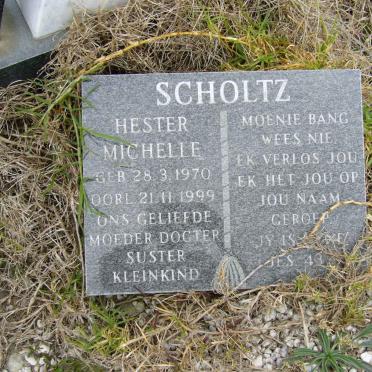 SCHOLTZ
HESTER
MICHELLE
GEB 28.3.1970
OORL 21.11.1999
ONS GELIEFDE
MOEDER DOGTER
SUSTER
KLEINKIND
MOENIE BANG
WEES NIE
EK VERLOS JOU
EK HET JOU OP
JOU NAAM
GEROEP
JY IS
JES 43